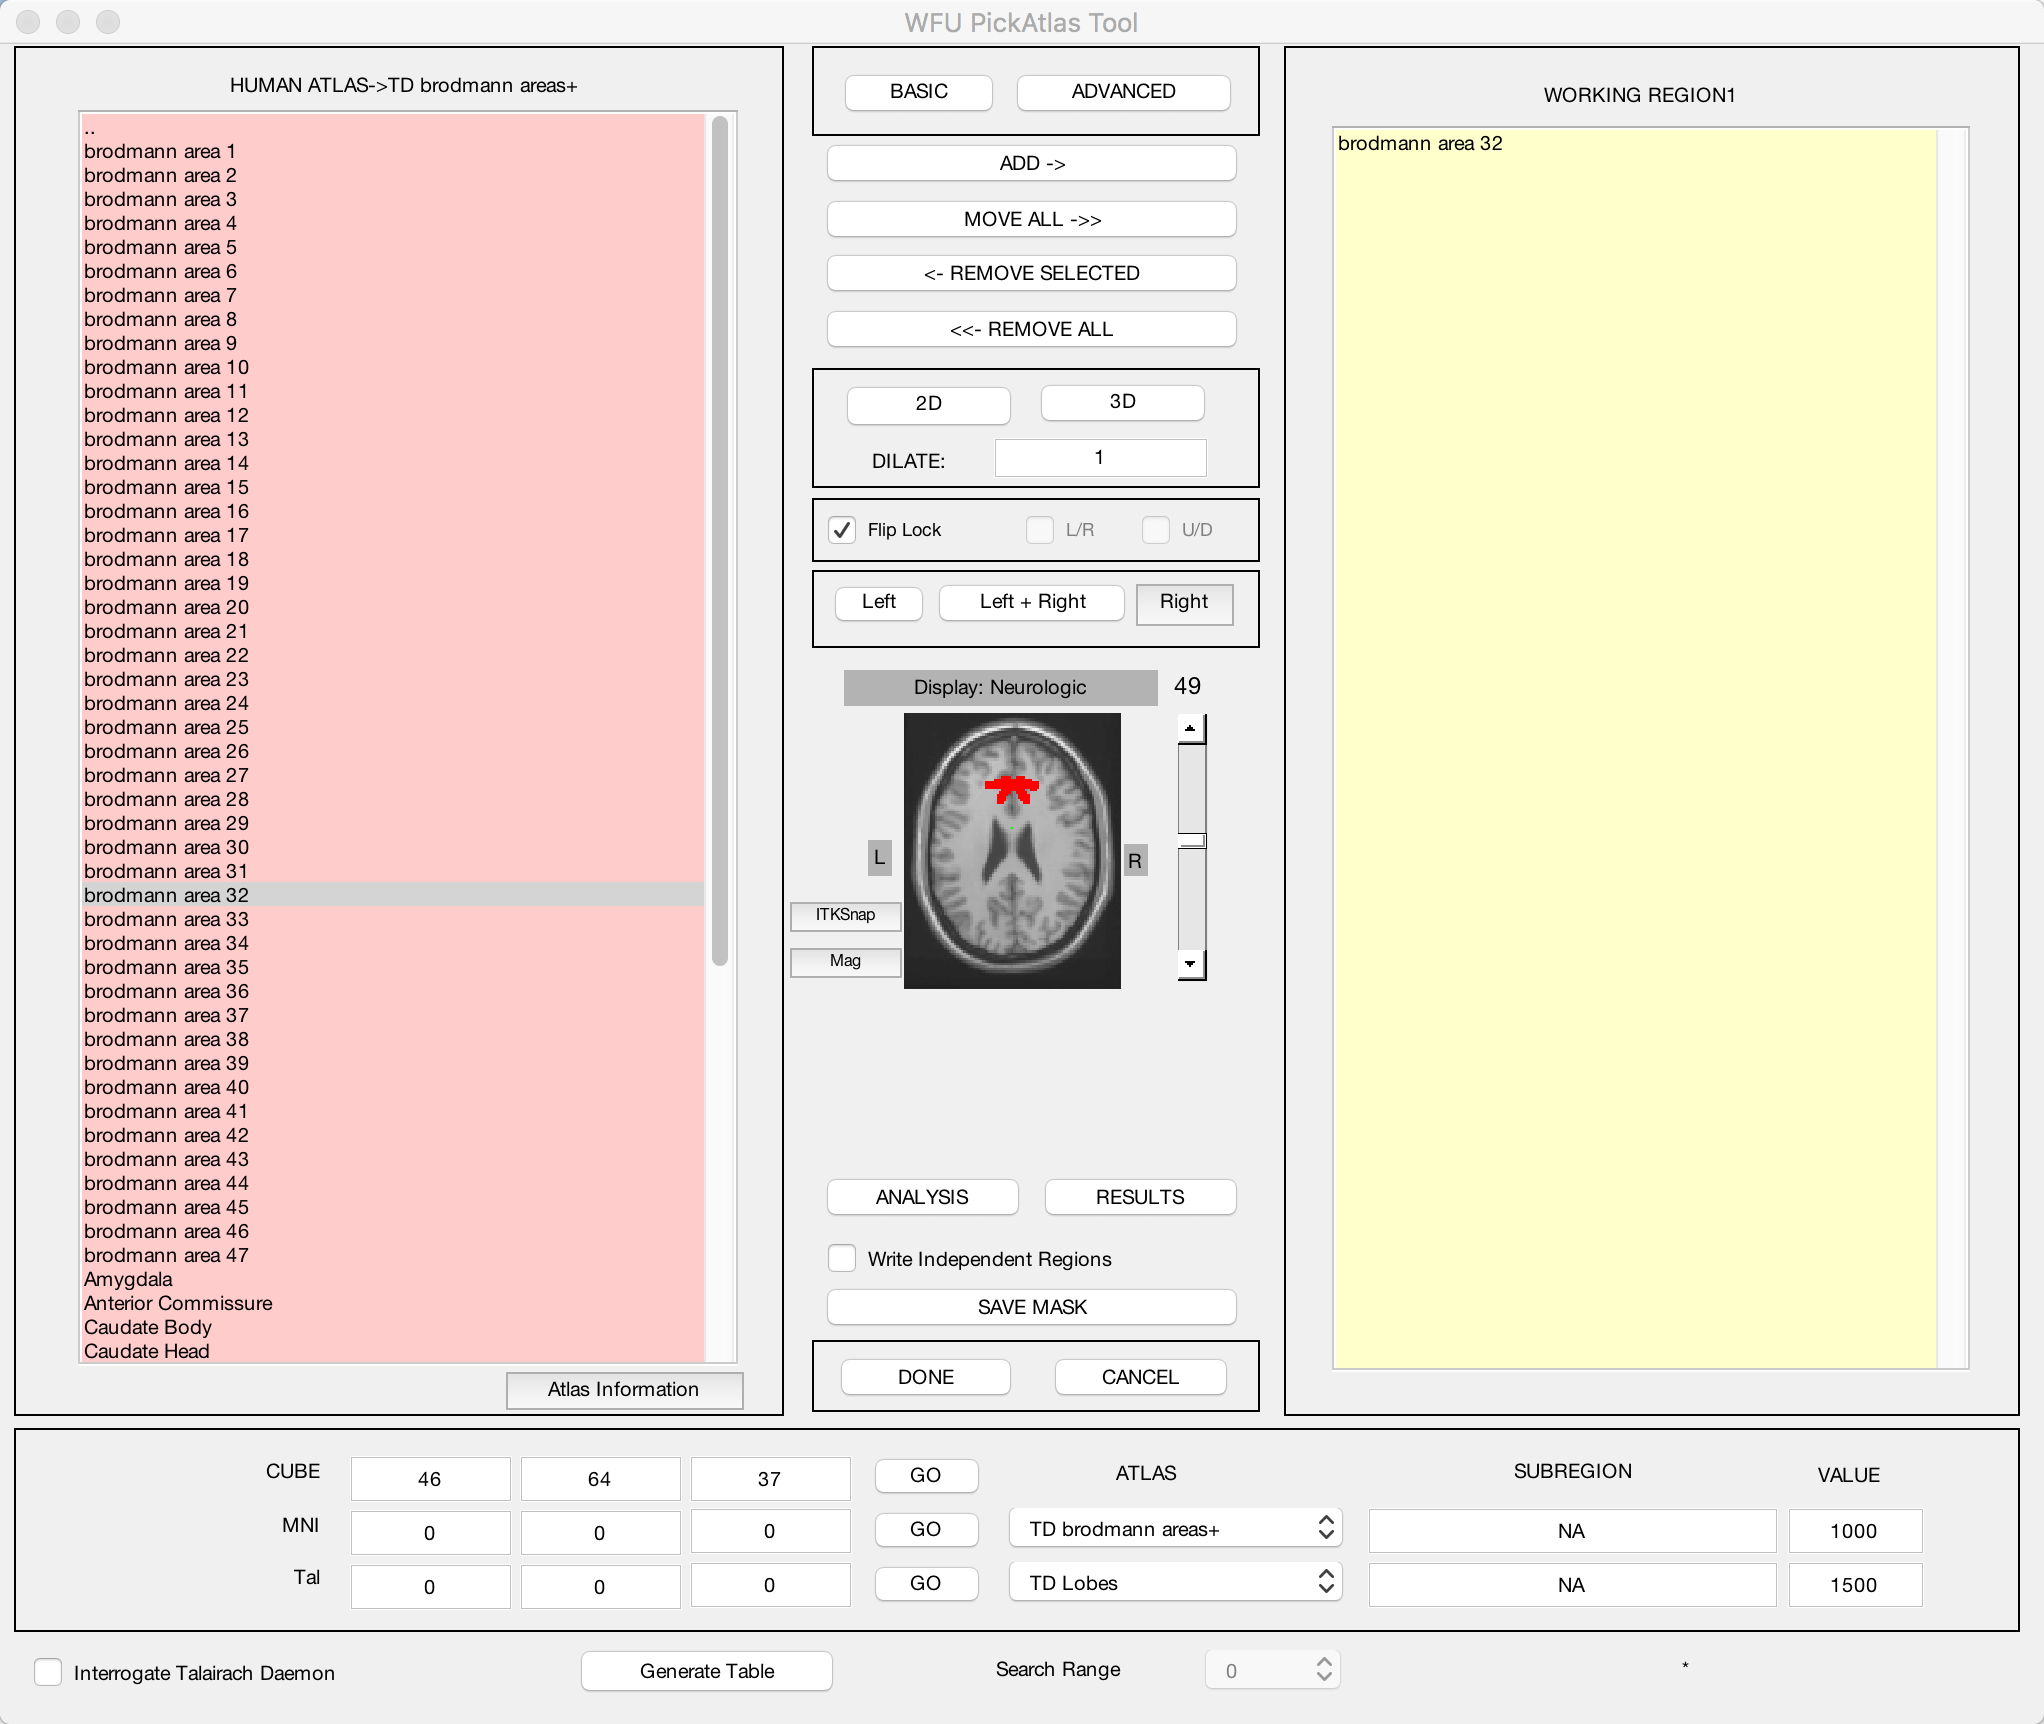 WFU PickAtlas Tool
HUMAN ATLAS->TD brodmann areas+
..
brodmann area 1
brodmann area 2
brodmann area 3
brodmann area 4
brodmann area 5
brodmann area 6
brodmann area 7
brodmann area 8
brodmann area 9
brodmann area 10
brodmann area 11
brodmann area 12
brodmann area 13
brodmann area 14
brodmann area 15
brodmann area 16
brodmann area 17
brodmann area 18
brodmann area 19
brodmann area 20
brodmann area 21
brodmann area 22
brodmann area 23
brodmann area 24
brodmann area 25
brodmann area 26
brodmann area 27
brodmann area 28
brodmann area 29
brodmann area 30
brodmann area 31
brodmann area 32
brodmann area 33
brodmann area 34
brodmann area 35
brodmann area 36
brodmann area 37
brodmann area 38
brodmann area 39
brodmann area 40
brodmann area 41
brodmann area 42
brodmann area 43
brodmann area 44
brodmann area 45
brodmann area 46
brodmann area 47
Amygdala
Anterior Commissure
Caudate Body
Caudate Head
Atlas Information
BASIC ADVANCED
ADD ->
MOVE ALL ->>
<- REMOVE SELECTED
<<- REMOVE ALL
2D 3D
DILATE: 1
Flip Lock L/R U/D
Left Left + Right Right
Display: Neurologic 49
L R
ITKSnap
Mag
ANALYSIS RESULTS
Write Independent Regions
SAVE MASK
DONE CANCEL
WORKING REGION1
brodmann area 32
CUBE 46 64 37 GO ATLAS SUBREGION VALUE
MNI 0 0 0 GO TD brodmann areas+ NA 1000
Tal 0 0 0 GO TD Lobes NA 1500
Interrogate Talairach Daemon Generate Table Search Range 0 *